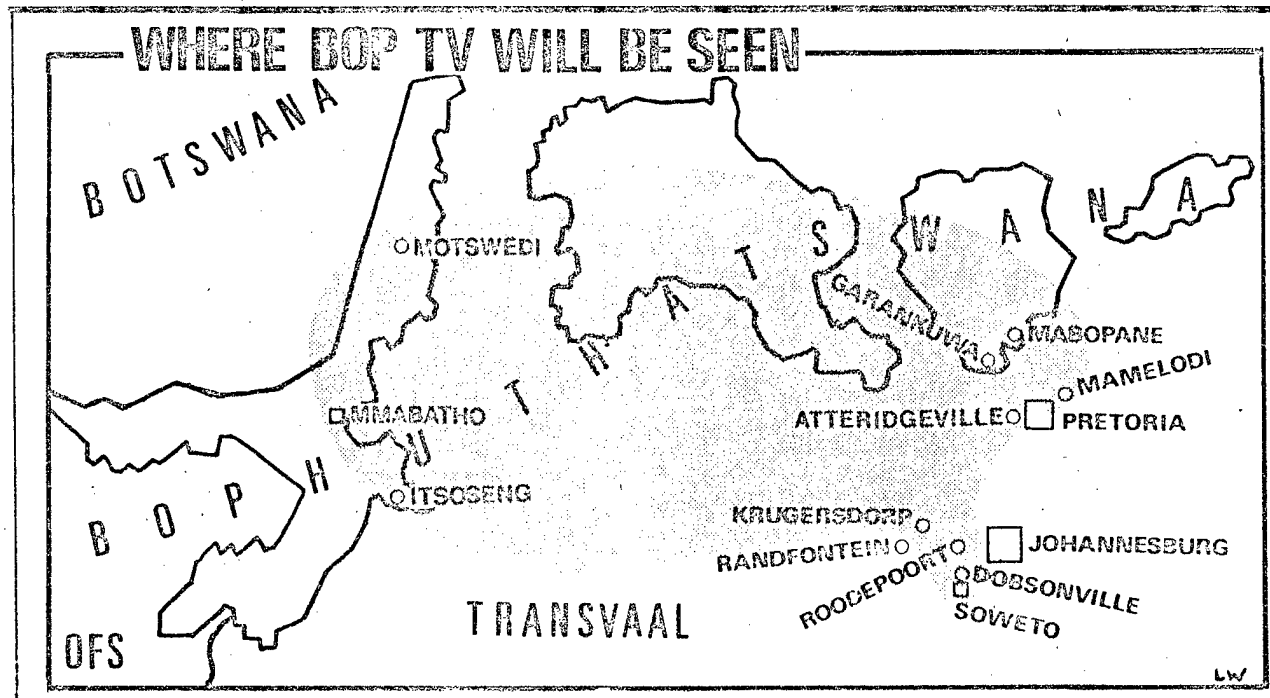 WHERE BOP TV WILL BE SEEN
BOTSWANA
BOPHUTHATSWANA
MOTSWEDI
GARANKUWA
MABOPANE
MAMELODI
MMABATHO
ATTERIDGEVILLE
PRETORIA
ITSOSENG
KRUGERSDORP
RANDFONTEIN
JOHANNESBURG
ROODEPOORT
DOBSONVILLE
SOWETO
TRANSVAAL
OFS
LW